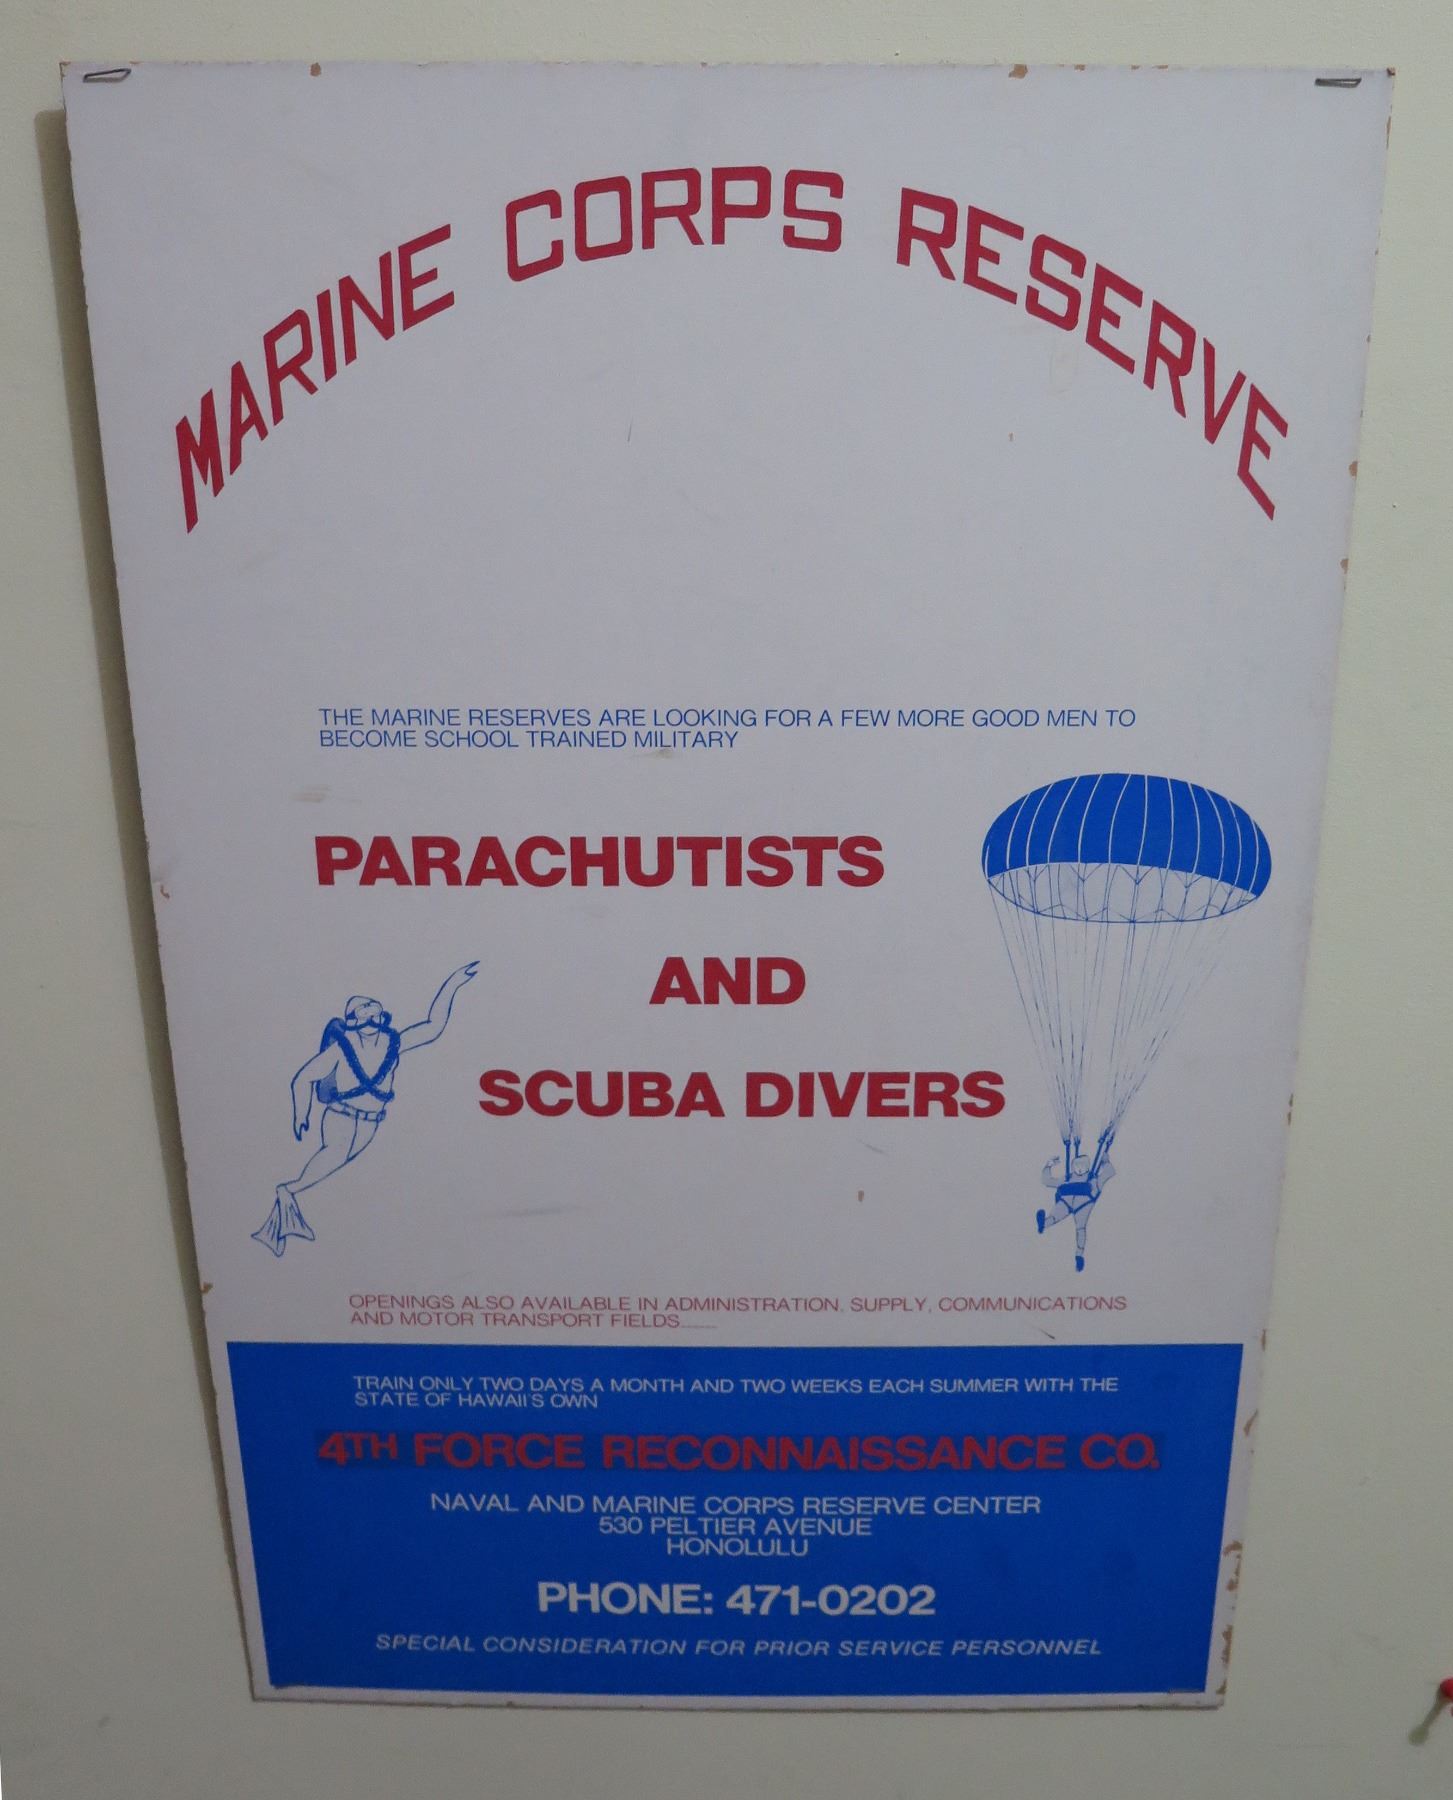 MARINE CORPS RESERVE
THE MARINE RESERVES ARE LOOKING FOR A FEW MORE GOOD MEN TO
BECOME SCHOOL TRAINED MILITARY
PARACHUTISTS
AND
SCUBA DIVERS
OPENINGS ALSO AVAILABLE IN ADMINISTRATION, SUPPLY, COMMUNICATIONS
AND MOTOR TRANSPORT FIELDS......
TRAIN ONLY TWO DAYS A MONTH AND TWO WEEKS EACH SUMMER WITH THE
STATE OF HAWAII'S OWN
4TH FORCE RECONNAISSANCE CO.
NAVAL AND MARINE CORPS RESERVE CENTER
530 PELTIER AVENUE
HONOLULU
PHONE: 471-0202
SPECIAL CONSIDERATION FOR PRIOR SERVICE PERSONNEL